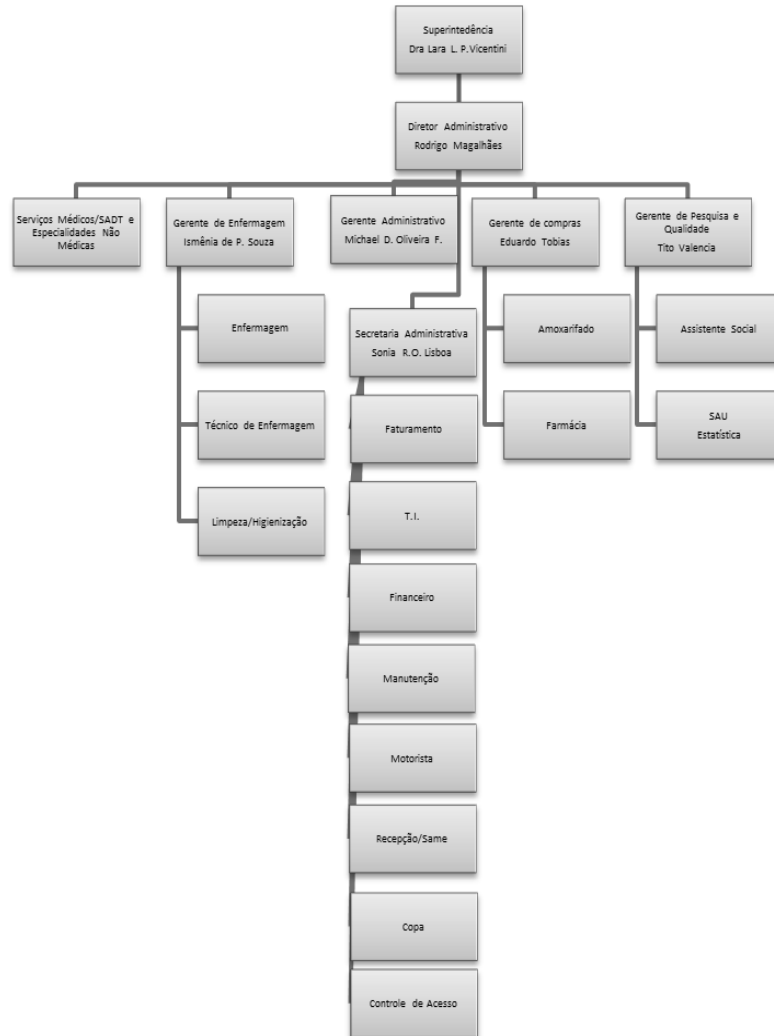 Superintedência
Dra Lara L. P.Vicentini
Diretor Administrativo
Rodrigo Magalhães
Serviços Médicos/SADT e
Especialidades Não
Médicas
Gerente de Enfermagem
Ismênia de P. Souza
Gerente Administrativo
Michael D. Oliveira F.
Gerente de compras
Eduardo Tobias
Gerente de Pesquisa e
Qualidade
Tito Valencia
Enfermagem
Técnico de Enfermagem
Limpeza/Higienização
Secretaria Administrativa
Sonia R.O. Lisboa
Faturamento
T.I.
Financeiro
Manutenção
Motorista
Recepção/Same
Copa
Controle de Acesso
Amoxarifado
Farmácia
Assistente Social
SAU
Estatística